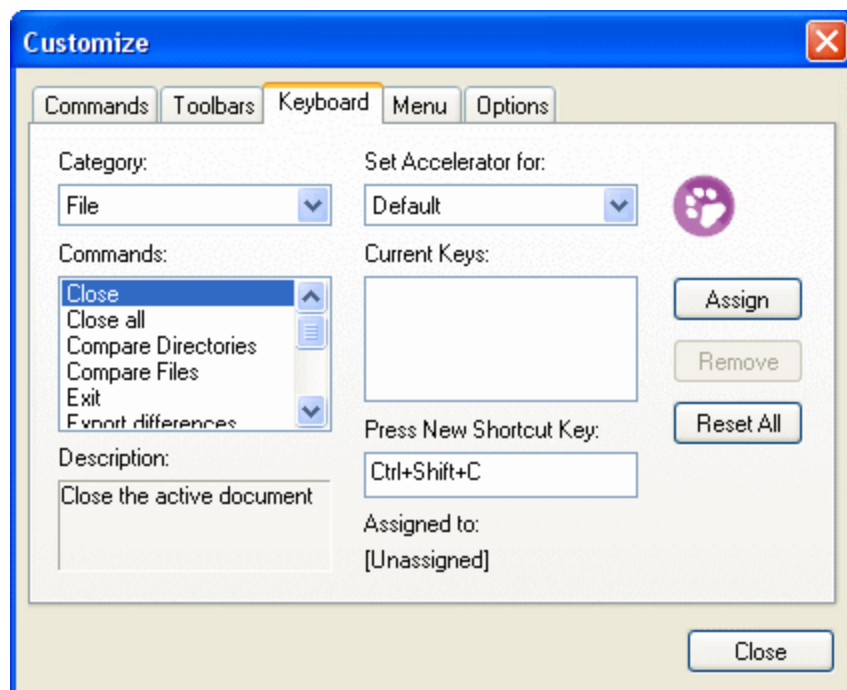 Customize
Commands Toolbars Keyboard Menu Options
Category:
File
Commands:
Close
Close all
Compare Directories
Compare Files
Exit
Export differences
Description:
Close the active document
Set Accelerator for:
Default
Current Keys:
Press New Shortcut Key:
Ctrl+Shift+C
Assigned to:
[Unassigned]
Assign
Remove
Reset All
Close